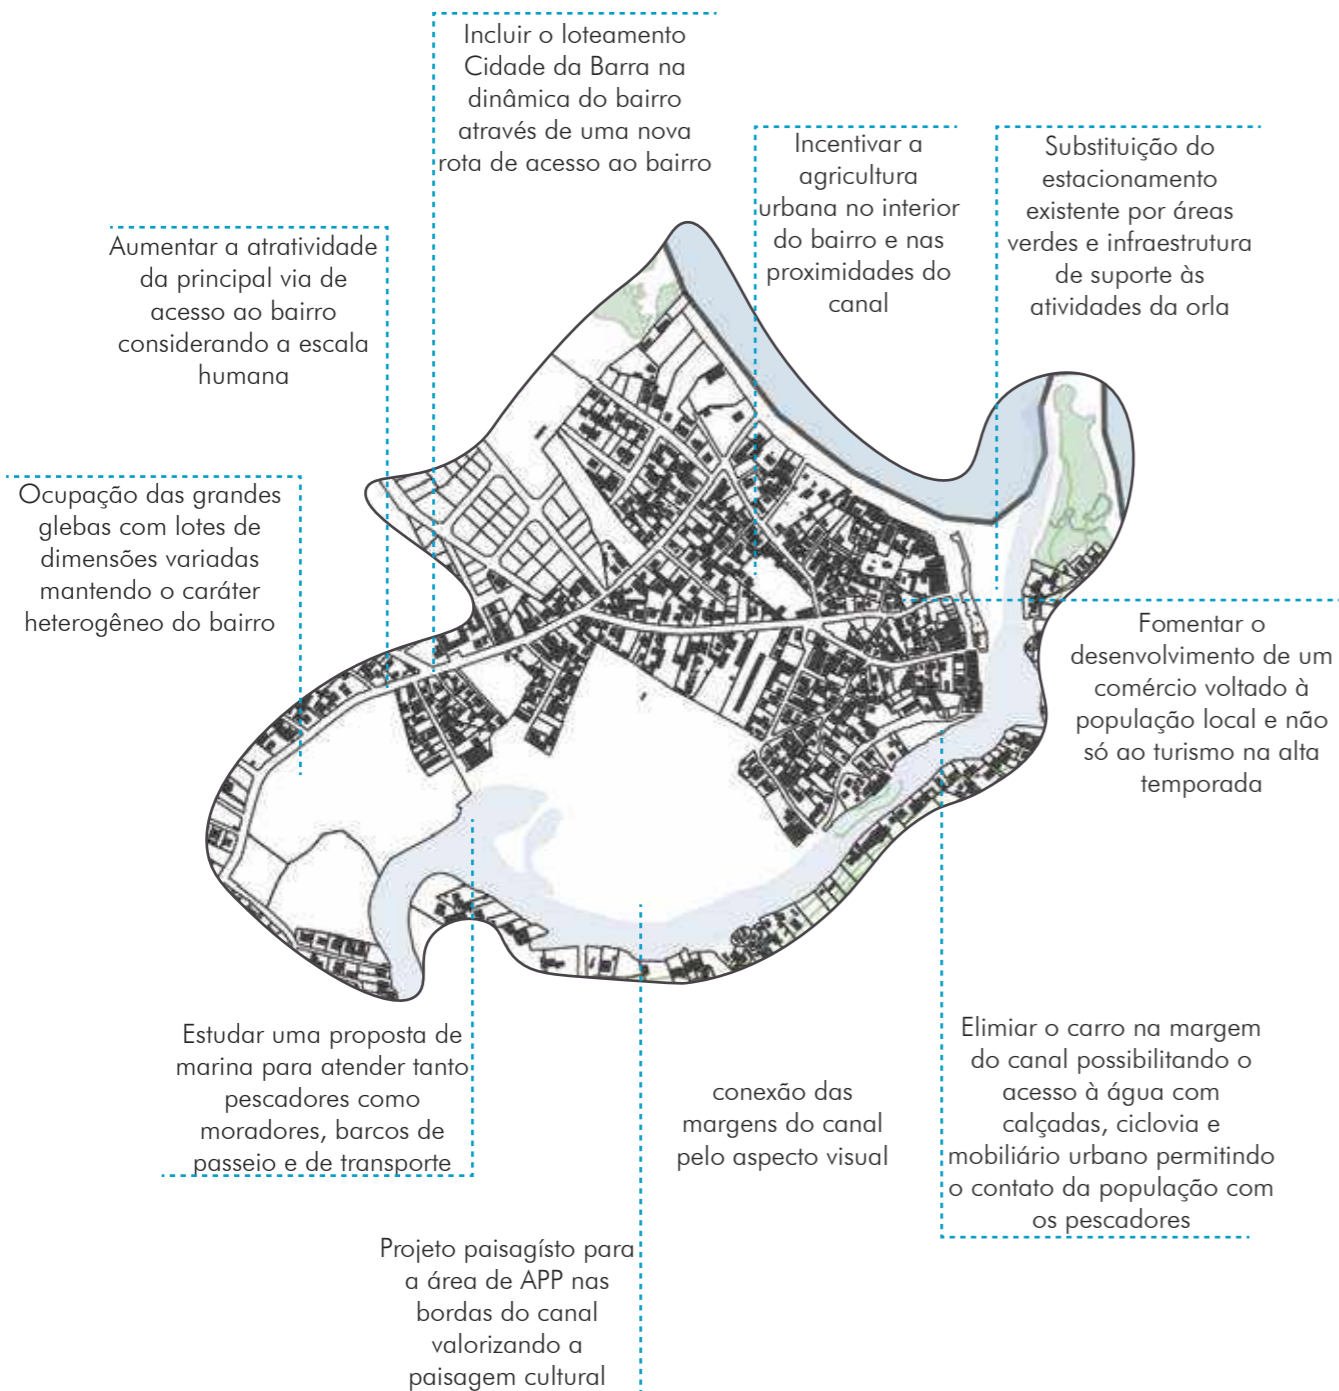 Incluir o loteamento
Cidade da Barra na
dinâmica do bairro
através de uma nova
rota de acesso ao bairro
Incentivar a
agricultura
urbana no interior
do bairro e nas
proximidades do
canal
Substituição do
estacionamento
existente por áreas
verdes e infraestrutura
de suporte às
atividades da orla
Aumentar a atratividade
da principal via de
acesso ao bairro
considerando a escala
humana
Ocupação das grandes
glebas com lotes de
dimensões variadas
mantendo o caráter
heterogêneo do bairro
Fomentar o
desenvolvimento de um
comércio voltado à
população local e não
só ao turismo na alta
temporada
Estudar uma proposta de
marina para atender tanto
pescadores como
moradores, barcos de
passeio e de transporte
conexão das
margens do canal
pelo aspecto visual
Elimiar o carro na margem
do canal possibilitando o
acesso à água com
calçadas, ciclovia e
mobiliário urbano permitindo
o contato da população com
os pescadores
Projeto paisagísto para
a área de APP nas
bordas do canal
valorizando a
paisagem cultural